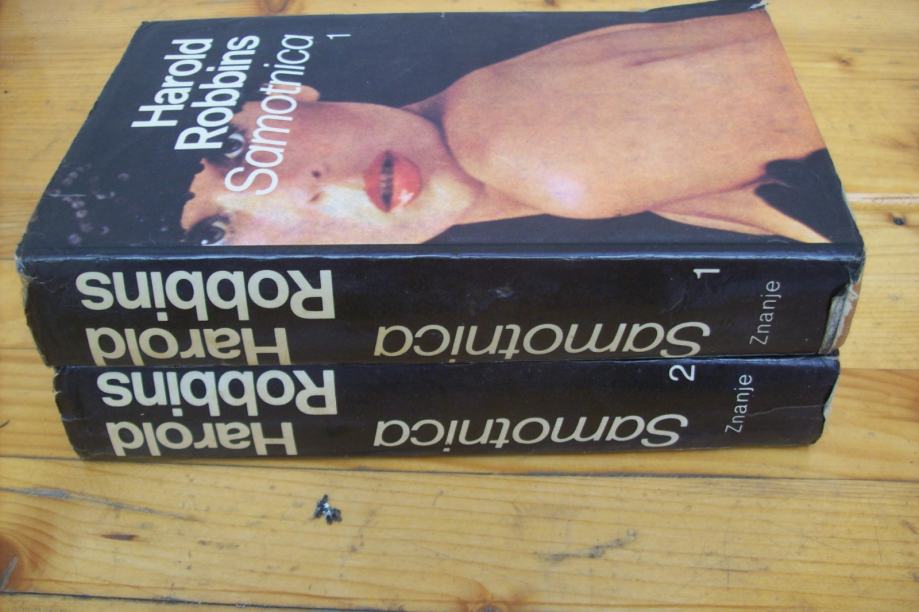 Harold
Robbins
Samotnica
1
Harold
Robbins
Samotnica
1
Znanje
Harold
Robbins
Samotnica
2
Znanje